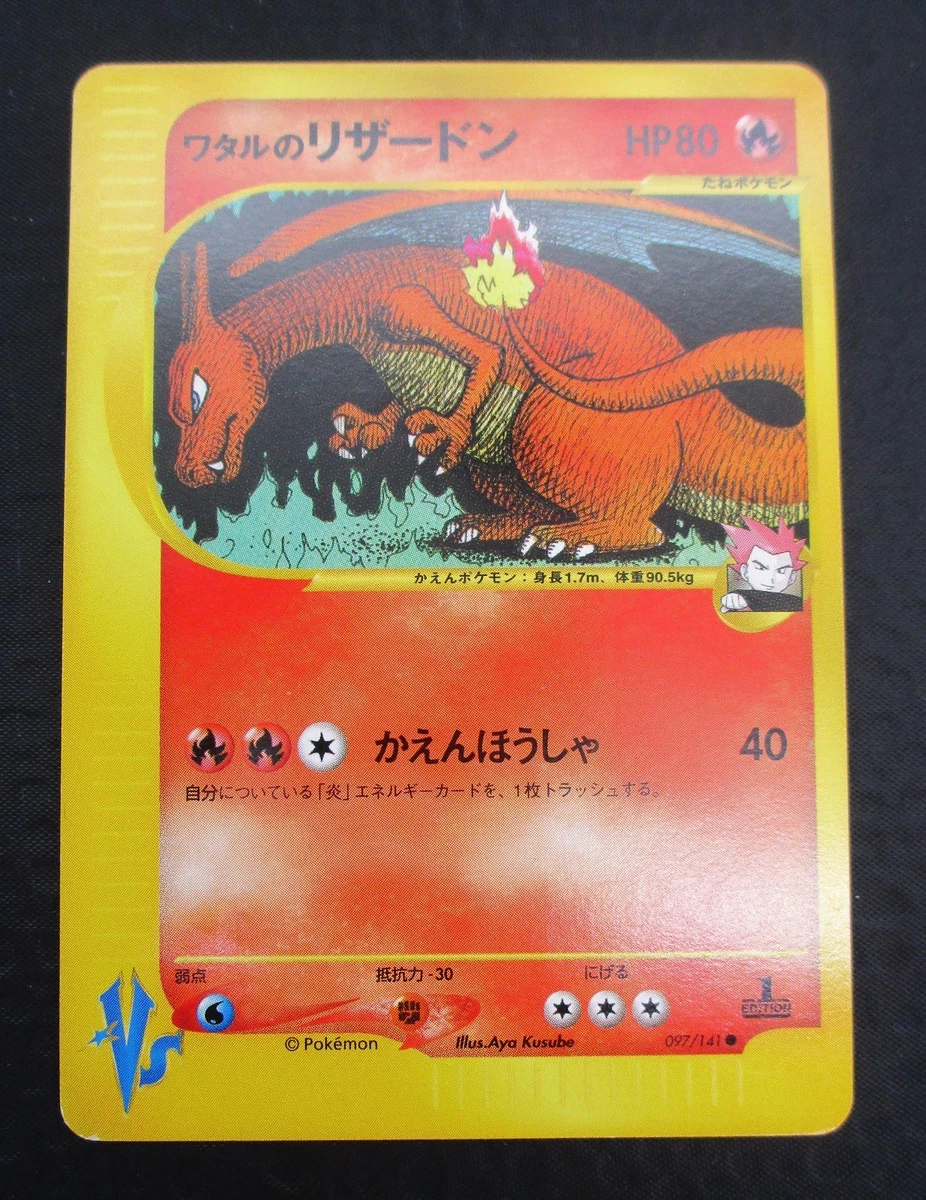 ワタルのリザードン HP80
たねポケモン
かえんポケモン：身長1.7m、体重90.5kg
かえんほうしゃ 40
自分についている「炎」エネルギーカードを、1枚トラッシュする。
弱点 抵抗力 -30 にげる
1
EDITION
©Pokémon Illus.Aya Kusube 097/141●
VS